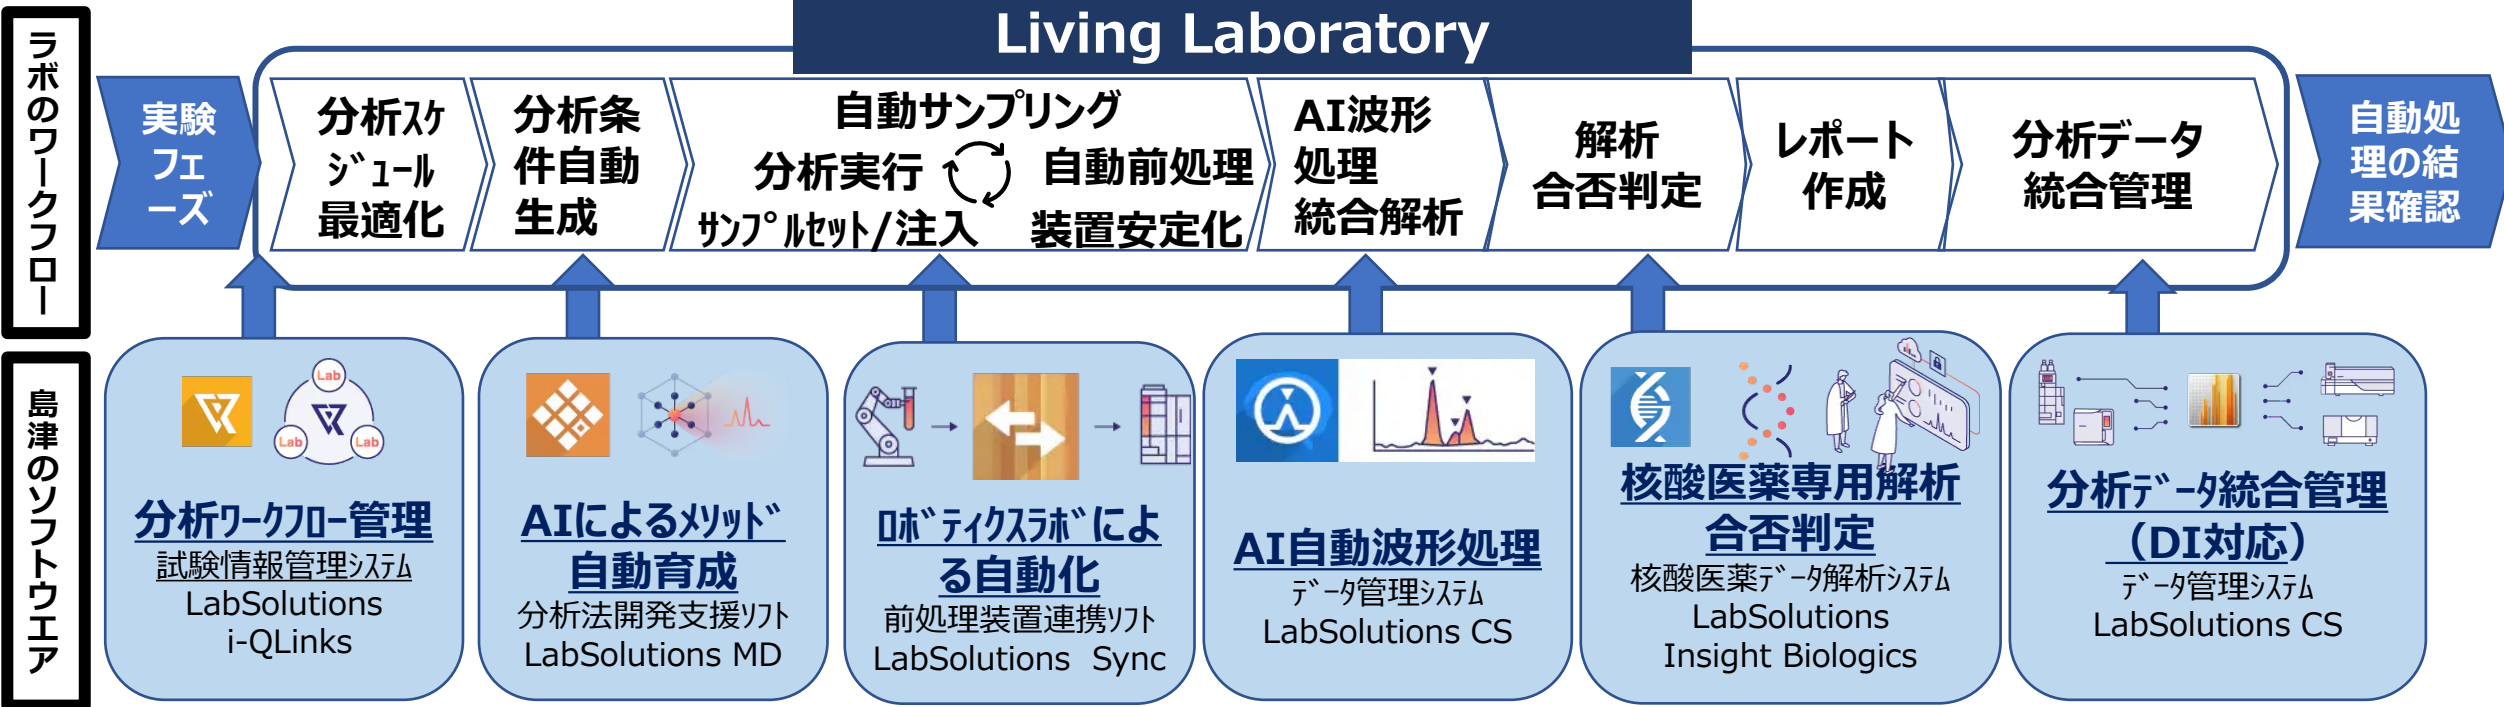 Living Laboratory
ラボのワークフロー
実験
フェ
ーズ
分析ｽｹ
ｼﾞｭｰﾙ
最適化
分析条
件自動
生成
自動サンプリング
分析実行
自動前処理
ｻﾝﾌﾟﾙｾｯﾄ/注入
装置安定化
AI波形
処理
統合解析
解析
合否判定
レポート
作成
分析データ
統合管理
自動処
理の結
果確認
島津のソフトウエア
Lab
Lab
Lab
分析ﾜｰｸﾌﾛｰ管理
試験情報管理ｼｽﾃﾑ
LabSolutions
i-QLinks
AIによるﾒｿｯﾄﾞ
自動育成
分析法開発支援ｿﾌﾄ
LabSolutions MD
ﾛﾎﾞﾃｨｸｽﾗﾎﾞによ
る自動化
前処理装置連携ｿﾌﾄ
LabSolutions Sync
AI自動波形処理
ﾃﾞｰﾀ管理ｼｽﾃﾑ
LabSolutions CS
核酸医薬専用解析
合否判定
核酸医薬ﾃﾞｰﾀ解析ｼｽﾃﾑ
LabSolutions
Insight Biologics
分析ﾃﾞｰﾀ統合管理
（DI対応）
ﾃﾞｰﾀ管理ｼｽﾃﾑ
LabSolutions CS